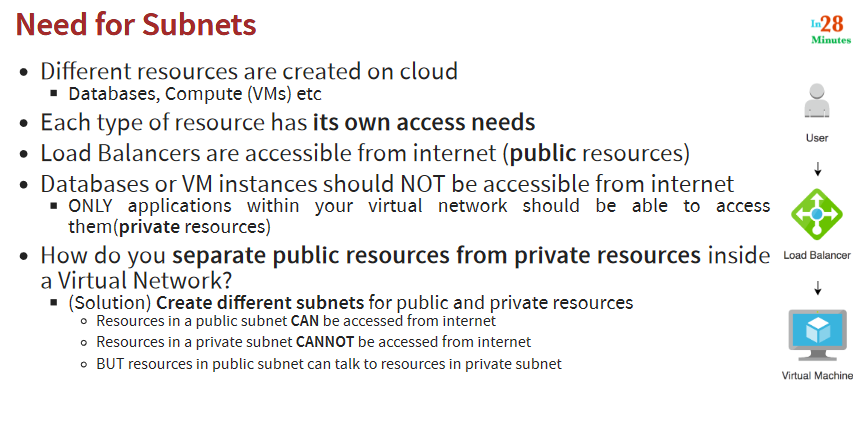 Need for Subnets
In28
Minutes
• Different resources are created on cloud
▪ Databases, Compute (VMs) etc
• Each type of resource has its own access needs
• Load Balancers are accessible from internet (public resources)
• Databases or VM instances should NOT be accessible from internet
▪ ONLY applications within your virtual network should be able to access
them(private resources)
• How do you separate public resources from private resources inside
a Virtual Network?
▪ (Solution) Create different subnets for public and private resources
◦ Resources in a public subnet CAN be accessed from internet
◦ Resources in a private subnet CANNOT be accessed from internet
◦ BUT resources in public subnet can talk to resources in private subnet
User
Load Balancer
Virtual Machine